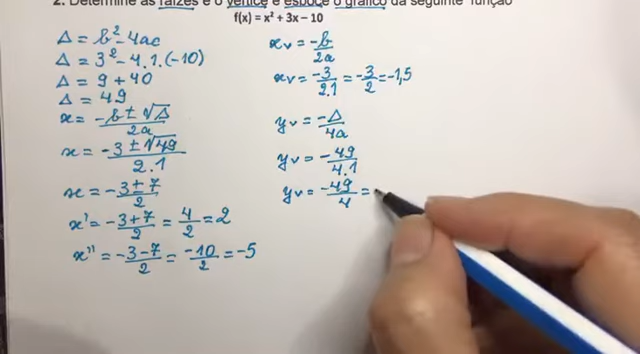 2. Determine as raízes e o vértice e esboce o gráfico da seguinte função
f(x) = x² + 3x – 10
Δ = b² - 4ac
Δ = 3² - 4.1.(-10)
Δ = 9 + 40
Δ = 49
x = -b ± √Δ / 2a
x = -3 ± √49 / 2.1
x = -3 ± 7 / 2
x' = -3+7 / 2 = 4/2 = 2
x'' = -3-7 / 2 = -10/2 = -5
xv = -b / 2a
xv = -3 / 2.1 = -3/2 = -1,5
yv = -Δ / 4a
yv = -49 / 4.1
yv = -49 / 4 =